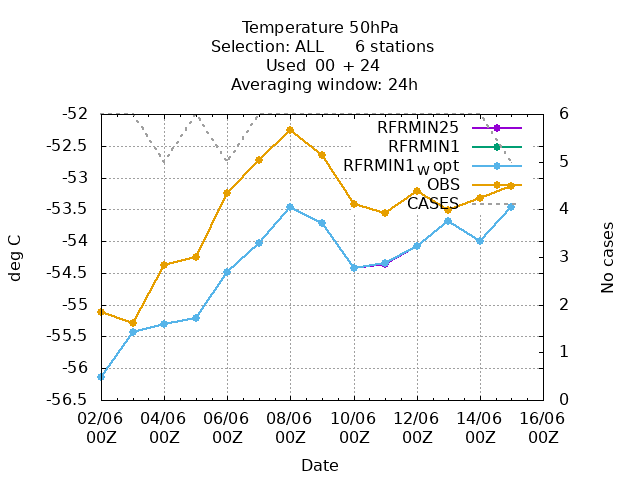 Temperature 50hPa
Selection: ALL 6 stations
Used 00 + 24
Averaging window: 24h
-52
-52.5
-53
-53.5
-54
-54.5
-55
-55.5
-56
-56.5
deg C
6
5
4
3
2
1
0
No cases
RFRMIN25
RFRMIN1
RFRMIN1w opt
OBS
CASES
02/06 04/06 06/06 08/06 10/06 12/06 14/06 16/06
00Z 00Z 00Z 00Z 00Z 00Z 00Z 00Z
Date